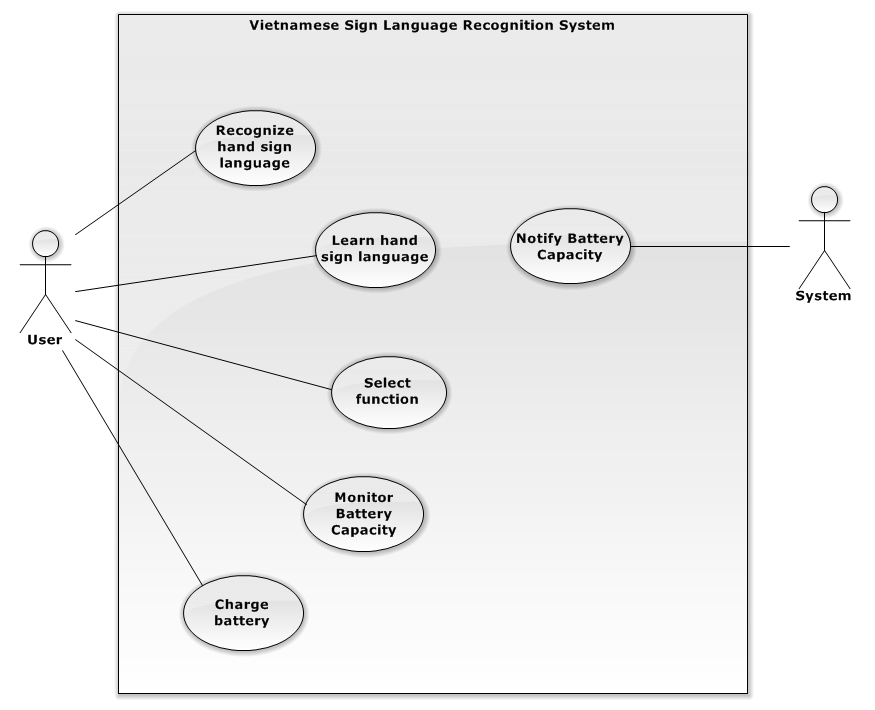 Vietnamese Sign Language Recognition System
Recognize
hand sign
language
Learn hand
sign language
Notify Battery
Capacity
System
User
Select
function
Monitor
Battery
Capacity
Charge
battery